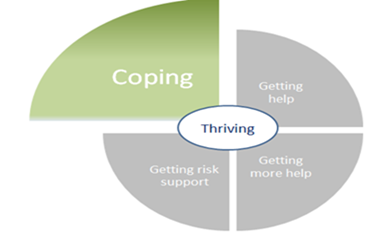 Coping
Getting
help
Thriving
Getting risk
support
Getting
more help